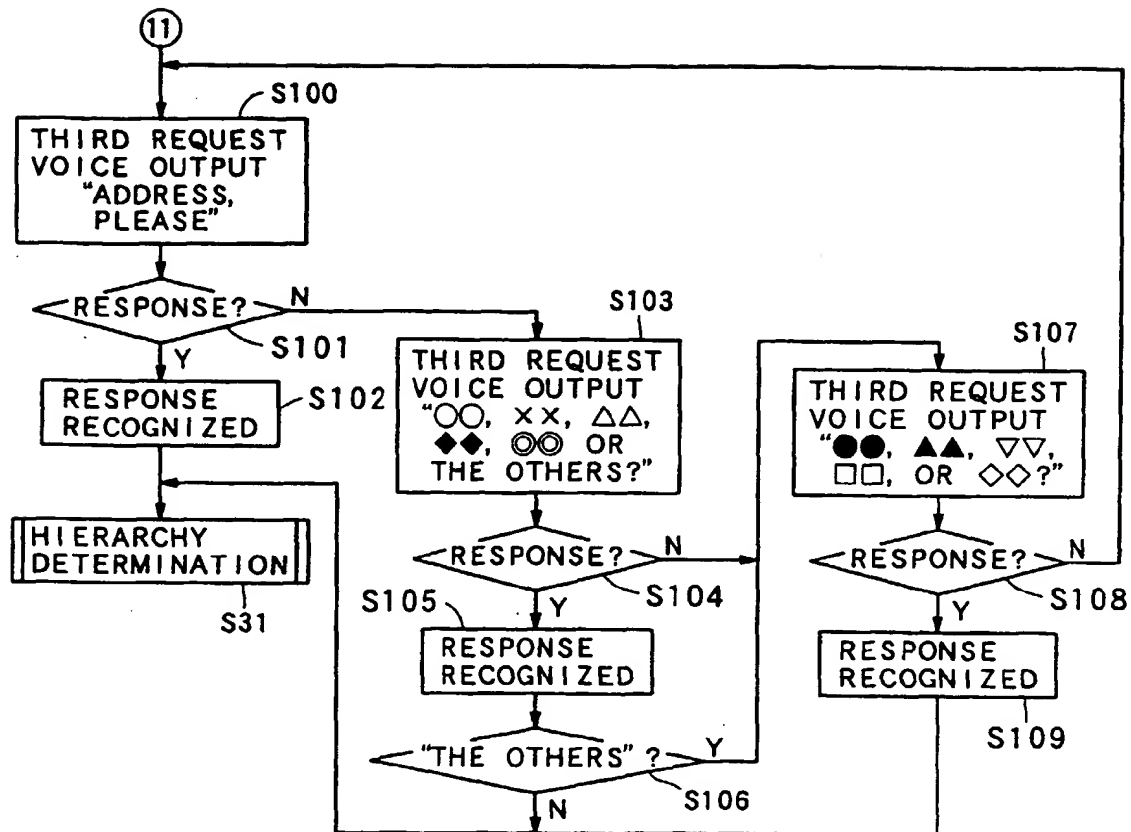 11
S100
THIRD REQUEST
VOICE OUTPUT
“ADDRESS,
PLEASE”
RESPONSE?
N
S101
Y
RESPONSE
RECOGNIZED
S102
HIERARCHY
DETERMINATION
S31
S103
THIRD REQUEST
VOICE OUTPUT
“○○, ××, △△,
◆◆, ◎◎ OR
THE OTHERS?”
RESPONSE?
N
S104
Y
S105
RESPONSE
RECOGNIZED
“THE OTHERS”?
Y
S106
N
S107
THIRD REQUEST
VOICE OUTPUT
“●●, ▲▲, ▽▽,
□□, OR ◇◇?”
RESPONSE?
N
S108
Y
RESPONSE
RECOGNIZED
S109